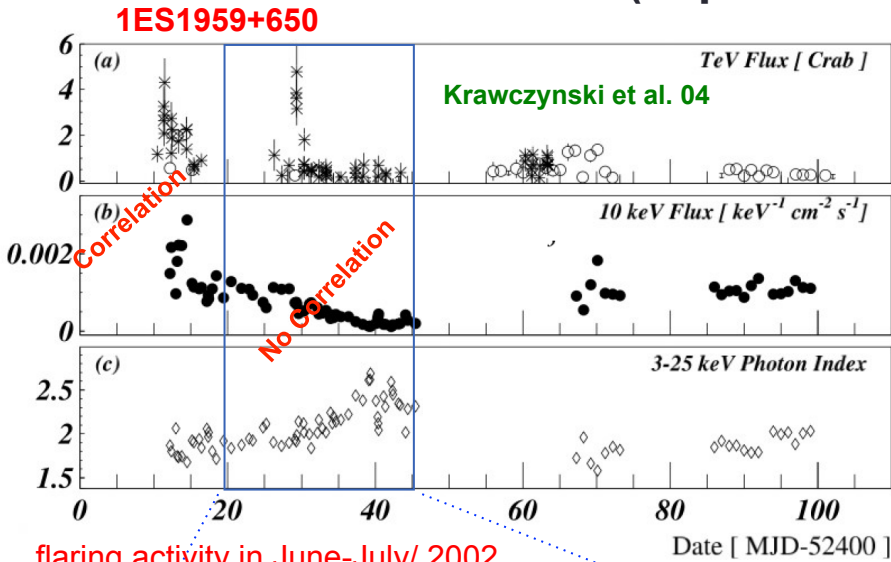 1ES1959+650
(a)
TeV Flux [ Crab ]
Krawczynski et al. 04
6
4
2
0
Correlation
(b)
10 keV Flux [ keV⁻¹ cm⁻² s⁻¹]
0.002
0
No Correlation
(c)
3-25 keV Photon Index
2.5
2
1.5
0 20 40 60 80 100
Date [ MJD-52400 ]
flaring activity in June-July/ 2002